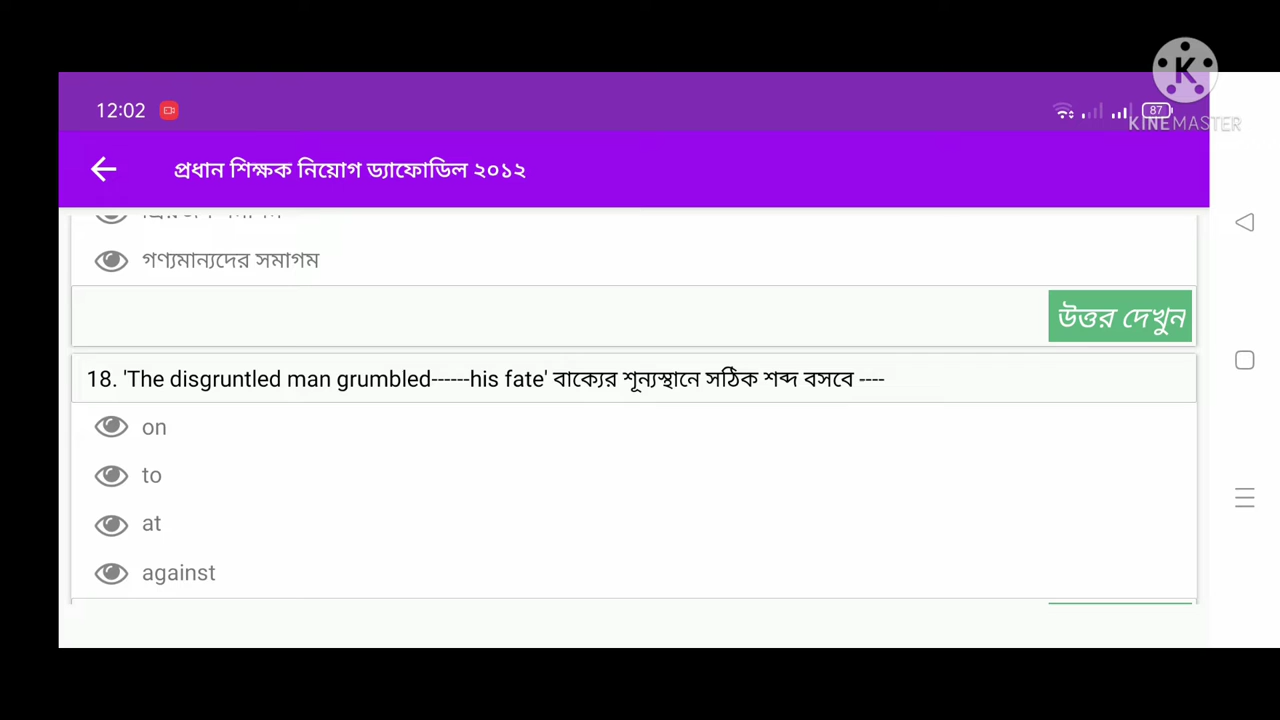 12:02
87
K
KINEMASTER
প্রধান শিক্ষক নিয়োগ ড্যাফোডিল ২০১২
গণ্যমান্যদের সমাগম
উত্তর দেখুন
18. 'The disgruntled man grumbled------his fate' বাক্যের শূন্যস্থানে সঠিক শব্দ বসবে ----
on
to
at
against